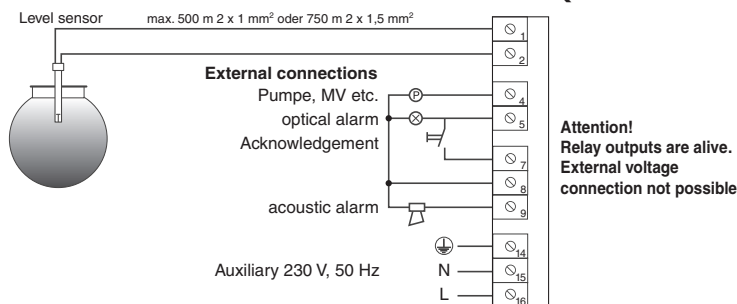 Level sensor max. 500 m 2 x 1 mm² oder 750 m 2 x 1,5 mm²
1
2
External connections
Pumpe, MV etc. P 4
optical alarm 5
Acknowledgement
7
8
acoustic alarm 9
Attention!
Relay outputs are alive.
External voltage
connection not possible
14
Auxiliary 230 V, 50 Hz N 15
L 16